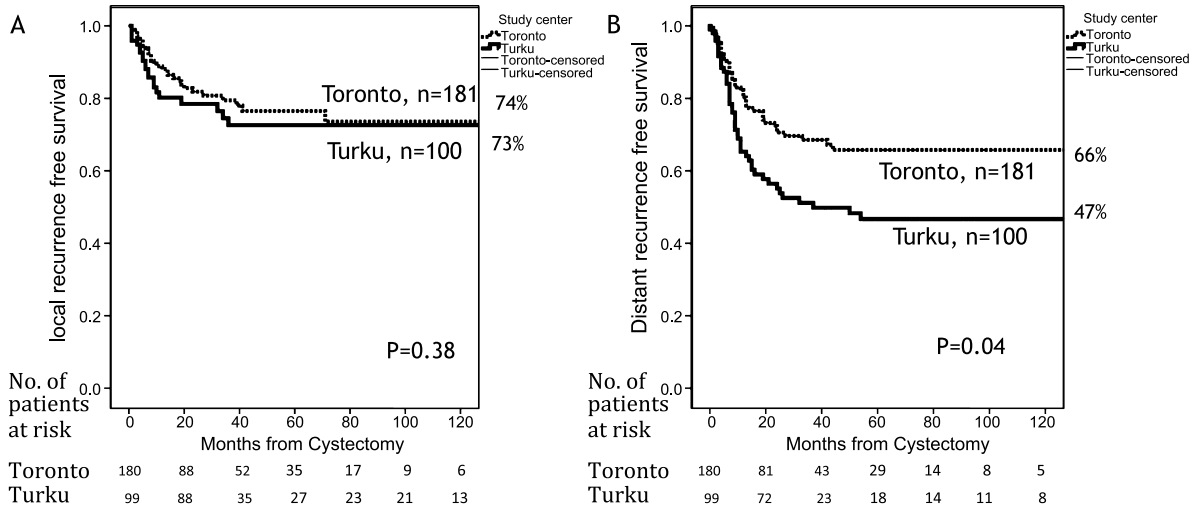 A
local recurrence free survival
1.0
0.8
0.6
0.4
0.2
0.0
Study center
Toronto
Turku
Toronto-censored
Turku-censored
Toronto, n=181
74%
73%
Turku, n=100
P=0.38
0 20 40 60 80 100 120
Months from Cystectomy
No. of
patients
at risk
Toronto 180 88 52 35 17 9 6
Turku 99 88 35 27 23 21 13
B
Distant recurrence free survival
1.0
0.8
0.6
0.4
0.2
0.0
Study center
Toronto
Turku
Toronto-censored
Turku-censored
66%
Toronto, n=181
47%
Turku, n=100
P=0.04
0 20 40 60 80 100 120
Months from Cystectomy
No. of
patients
at risk
Toronto 180 81 43 29 14 8 5
Turku 99 72 23 18 14 11 8